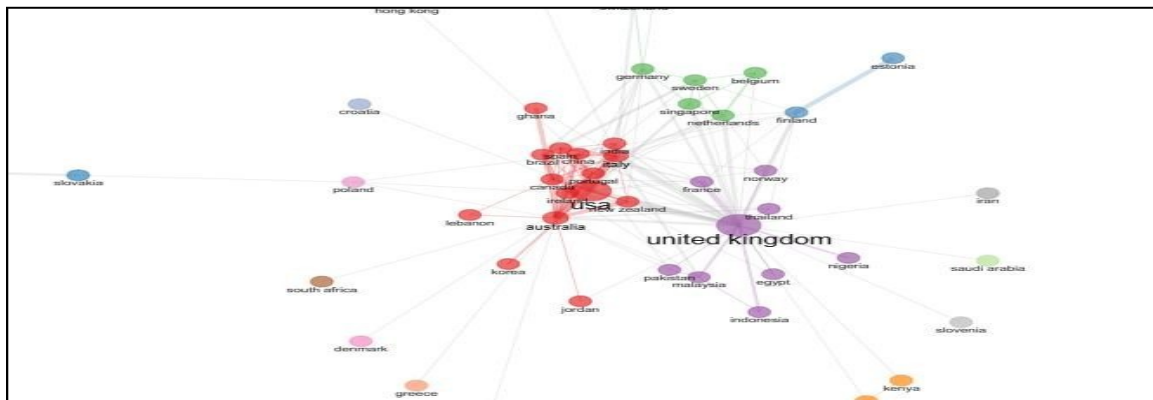 hong kong
germany
sweden
belgium
estonia
croatia
ghana
singapore
netherlands
finland
india
spain
brazil
china
italy
slovakia
poland
canada
portugal
france
norway
ireland
usa
new zealand
iran
lebanon
australia
thailand
united kingdom
korea
pakistan
malaysia
egypt
nigeria
saudi arabia
south africa
jordan
indonesia
slovenia
denmark
greece
kenya